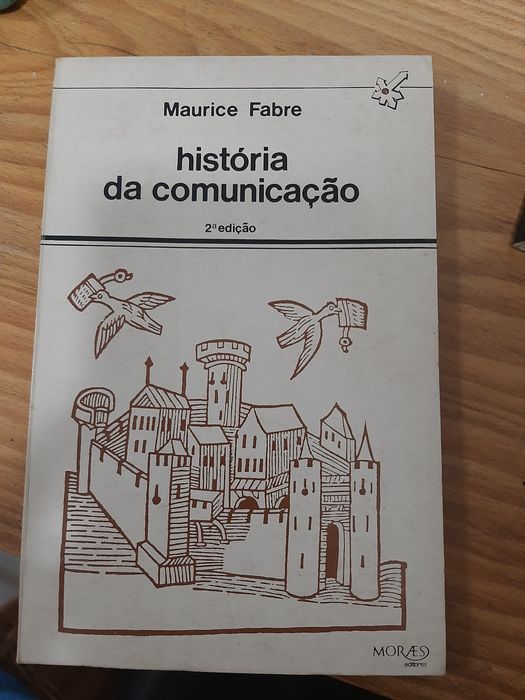 Maurice Fabre
história
da comunicação
2ª edição
MORÆS
editores